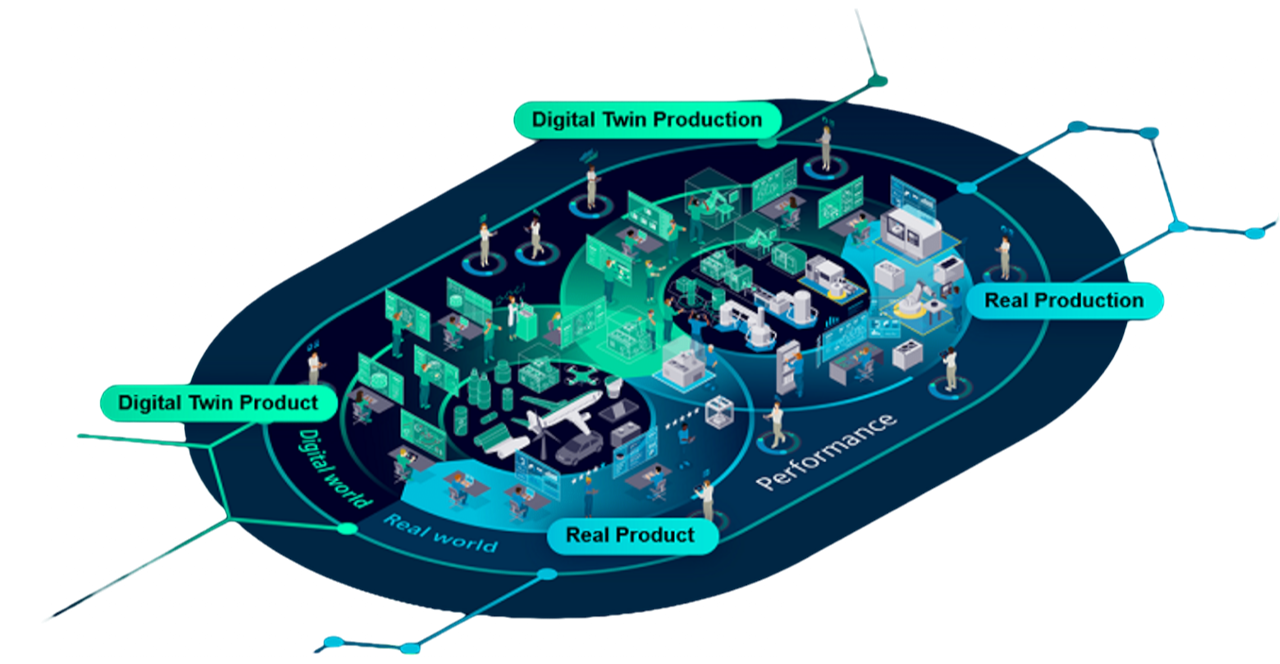 Digital Twin Production
Real Production
Digital Twin Product
Digital world
Performance
Real world
Real Product